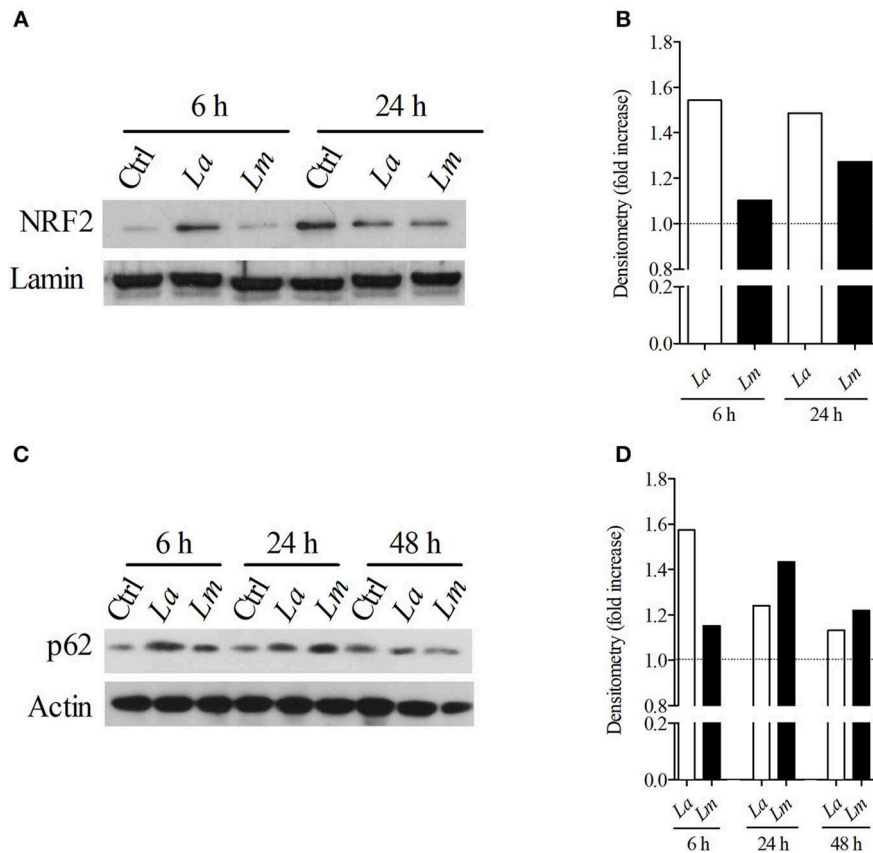 A
6 h
24 h
Ctrl
La
Lm
Ctrl
La
Lm
NRF2
Lamin
B
Densitometry (fold increase)
1.8
1.6
1.4
1.2
1.0
0.8
0.2
0.0
La
Lm
La
Lm
6 h
24 h
C
6 h
24 h
48 h
Ctrl
La
Lm
Ctrl
La
Lm
Ctrl
La
Lm
p62
Actin
D
Densitometry (fold increase)
1.8
1.6
1.4
1.2
1.0
0.8
0.2
0.0
La
Lm
La
Lm
La
Lm
6 h
24 h
48 h